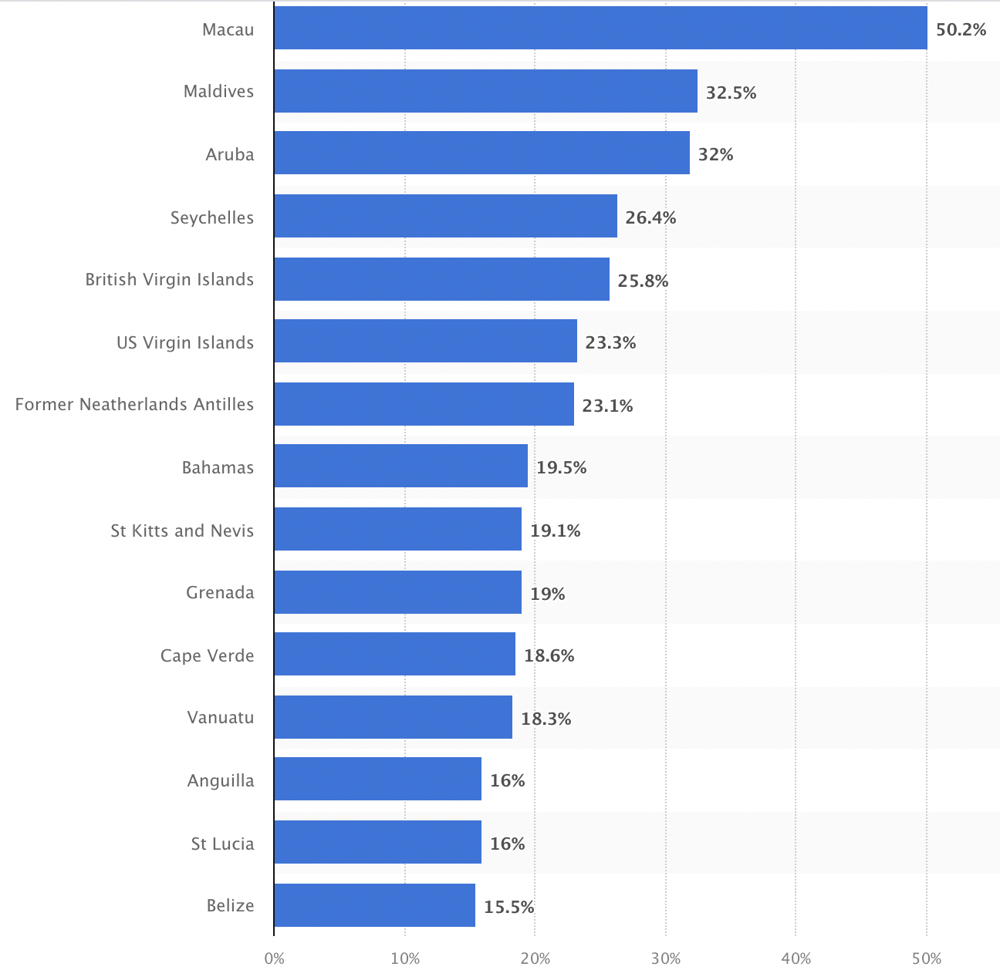 Macau 50.2%
Maldives 32.5%
Aruba 32%
Seychelles 26.4%
British Virgin Islands 25.8%
US Virgin Islands 23.3%
Former Neatherlands Antilles 23.1%
Bahamas 19.5%
St Kitts and Nevis 19.1%
Grenada 19%
Cape Verde 18.6%
Vanuatu 18.3%
Anguilla 16%
St Lucia 16%
Belize 15.5%
0% 10% 20% 30% 40% 50%